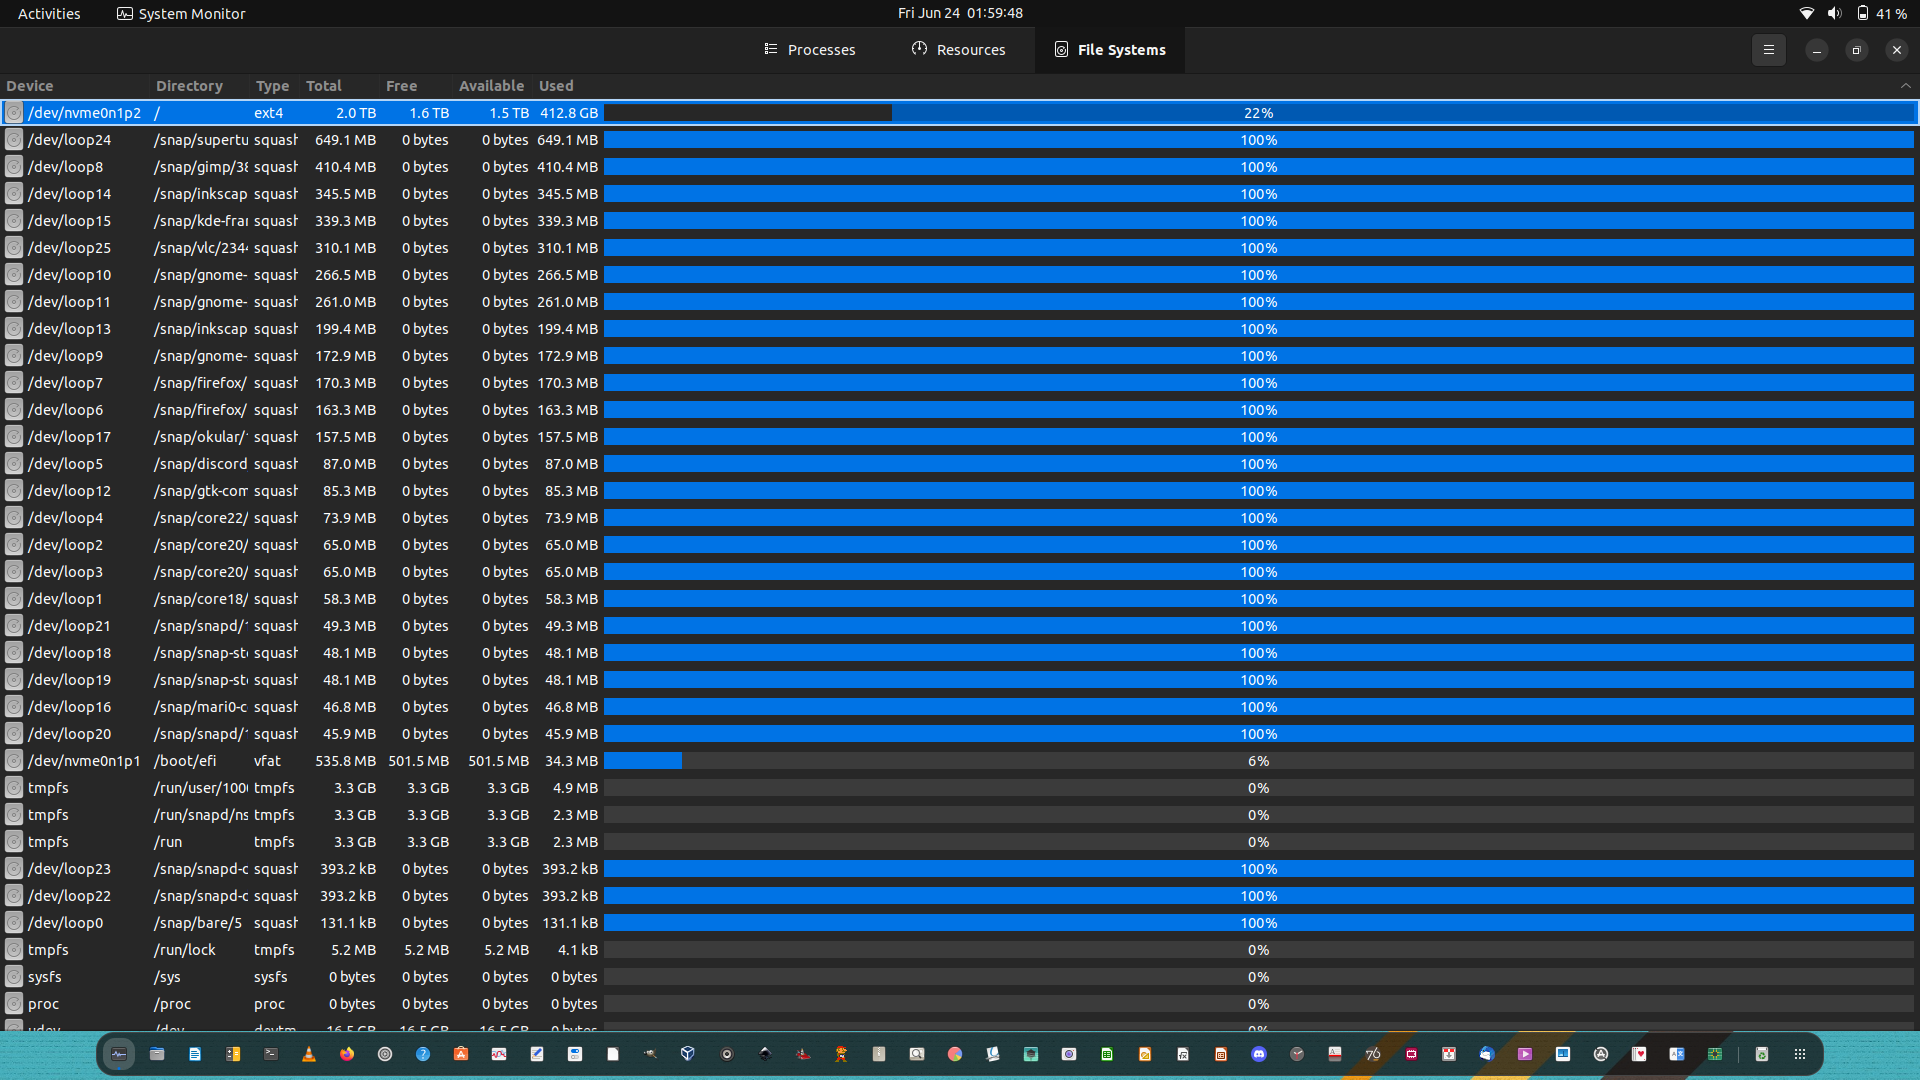 Activities System Monitor Fri Jun 24 01:59:48 41 %
Processes Resources File Systems
Device Directory Type Total Free Available Used
/dev/nvme0n1p2 / ext4 2.0 TB 1.6 TB 1.5 TB 412.8 GB 22%
/dev/loop24 /snap/supertu squash 649.1 MB 0 bytes 0 bytes 649.1 MB 100%
/dev/loop8 /snap/gimp/38 squash 410.4 MB 0 bytes 0 bytes 410.4 MB 100%
/dev/loop14 /snap/inkscap squash 345.5 MB 0 bytes 0 bytes 345.5 MB 100%
/dev/loop15 /snap/kde-fra squash 339.3 MB 0 bytes 0 bytes 339.3 MB 100%
/dev/loop25 /snap/vlc/2344 squash 310.1 MB 0 bytes 0 bytes 310.1 MB 100%
/dev/loop10 /snap/gnome- squash 266.5 MB 0 bytes 0 bytes 266.5 MB 100%
/dev/loop11 /snap/gnome- squash 261.0 MB 0 bytes 0 bytes 261.0 MB 100%
/dev/loop13 /snap/inkscap squash 199.4 MB 0 bytes 0 bytes 199.4 MB 100%
/dev/loop9 /snap/gnome- squash 172.9 MB 0 bytes 0 bytes 172.9 MB 100%
/dev/loop7 /snap/firefox/ squash 170.3 MB 0 bytes 0 bytes 170.3 MB 100%
/dev/loop6 /snap/firefox/ squash 163.3 MB 0 bytes 0 bytes 163.3 MB 100%
/dev/loop17 /snap/okular/1 squash 157.5 MB 0 bytes 0 bytes 157.5 MB 100%
/dev/loop5 /snap/discord squash 87.0 MB 0 bytes 0 bytes 87.0 MB 100%
/dev/loop12 /snap/gtk-com squash 85.3 MB 0 bytes 0 bytes 85.3 MB 100%
/dev/loop4 /snap/core22/ squash 73.9 MB 0 bytes 0 bytes 73.9 MB 100%
/dev/loop2 /snap/core20/ squash 65.0 MB 0 bytes 0 bytes 65.0 MB 100%
/dev/loop3 /snap/core20/ squash 65.0 MB 0 bytes 0 bytes 65.0 MB 100%
/dev/loop1 /snap/core18/ squash 58.3 MB 0 bytes 0 bytes 58.3 MB 100%
/dev/loop21 /snap/snapd/1 squash 49.3 MB 0 bytes 0 bytes 49.3 MB 100%
/dev/loop18 /snap/snap-sto squash 48.1 MB 0 bytes 0 bytes 48.1 MB 100%
/dev/loop19 /snap/snap-sto squash 48.1 MB 0 bytes 0 bytes 48.1 MB 100%
/dev/loop16 /snap/mari0-c squash 46.8 MB 0 bytes 0 bytes 46.8 MB 100%
/dev/loop20 /snap/snapd/1 squash 45.9 MB 0 bytes 0 bytes 45.9 MB 100%
/dev/nvme0n1p1 /boot/efi vfat 535.8 MB 501.5 MB 501.5 MB 34.3 MB 6%
tmpfs /run/user/1000 tmpfs 3.3 GB 3.3 GB 3.3 GB 4.9 MB 0%
tmpfs /run/snapd/ns tmpfs 3.3 GB 3.3 GB 3.3 GB 2.3 MB 0%
tmpfs /run tmpfs 3.3 GB 3.3 GB 3.3 GB 2.3 MB 0%
/dev/loop23 /snap/snapd-c squash 393.2 kB 0 bytes 0 bytes 393.2 kB 100%
/dev/loop22 /snap/snapd-c squash 393.2 kB 0 bytes 0 bytes 393.2 kB 100%
/dev/loop0 /snap/bare/5 squash 131.1 kB 0 bytes 0 bytes 131.1 kB 100%
tmpfs /run/lock tmpfs 5.2 MB 5.2 MB 5.2 MB 4.1 kB 0%
sysfs /sys sysfs 0 bytes 0 bytes 0 bytes 0 bytes 0%
proc /proc proc 0 bytes 0 bytes 0 bytes 0 bytes 0%
udev /dev devtm 16.5 GB 16.5 GB 16.5 GB 0 bytes 0%
76